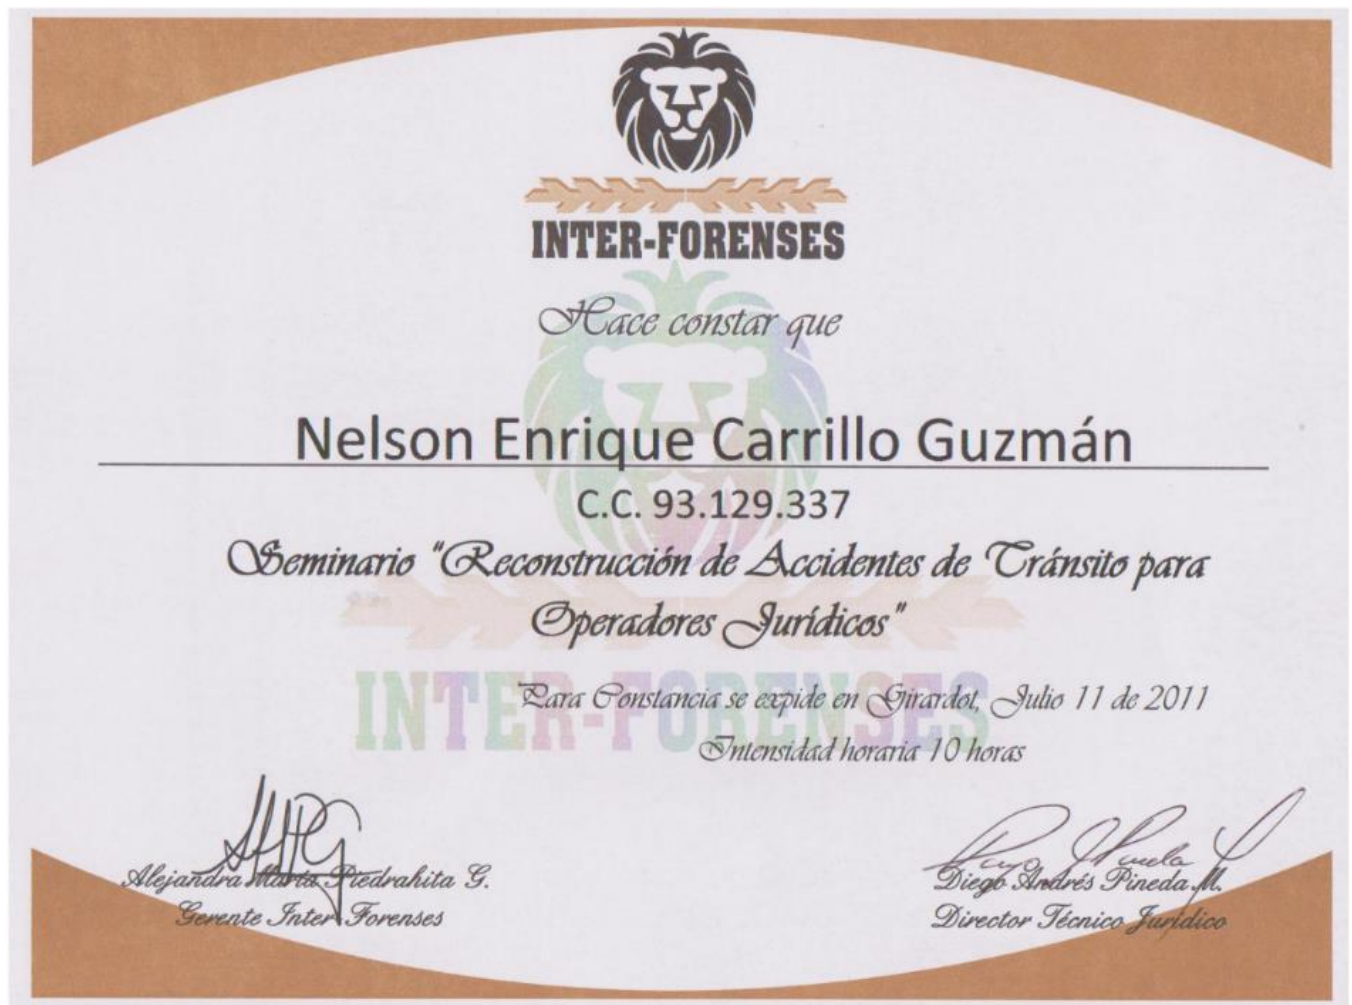 INTER-FORENSES
Hace constar que
Nelson Enrique Carrillo Guzmán
C.C. 93.129.337
Seminario "Reconstrucción de Accidentes de Tránsito para
Operadores Jurídicos"
INTER-FORENSES
Para Constancia se expide en Girardot, Julio 11 de 2011
Intensidad horaria 10 horas
Alejandra María Piedrahita G.
Gerente Inter Forenses
Diego Andrés Pineda M.
Director Técnico Jurídico